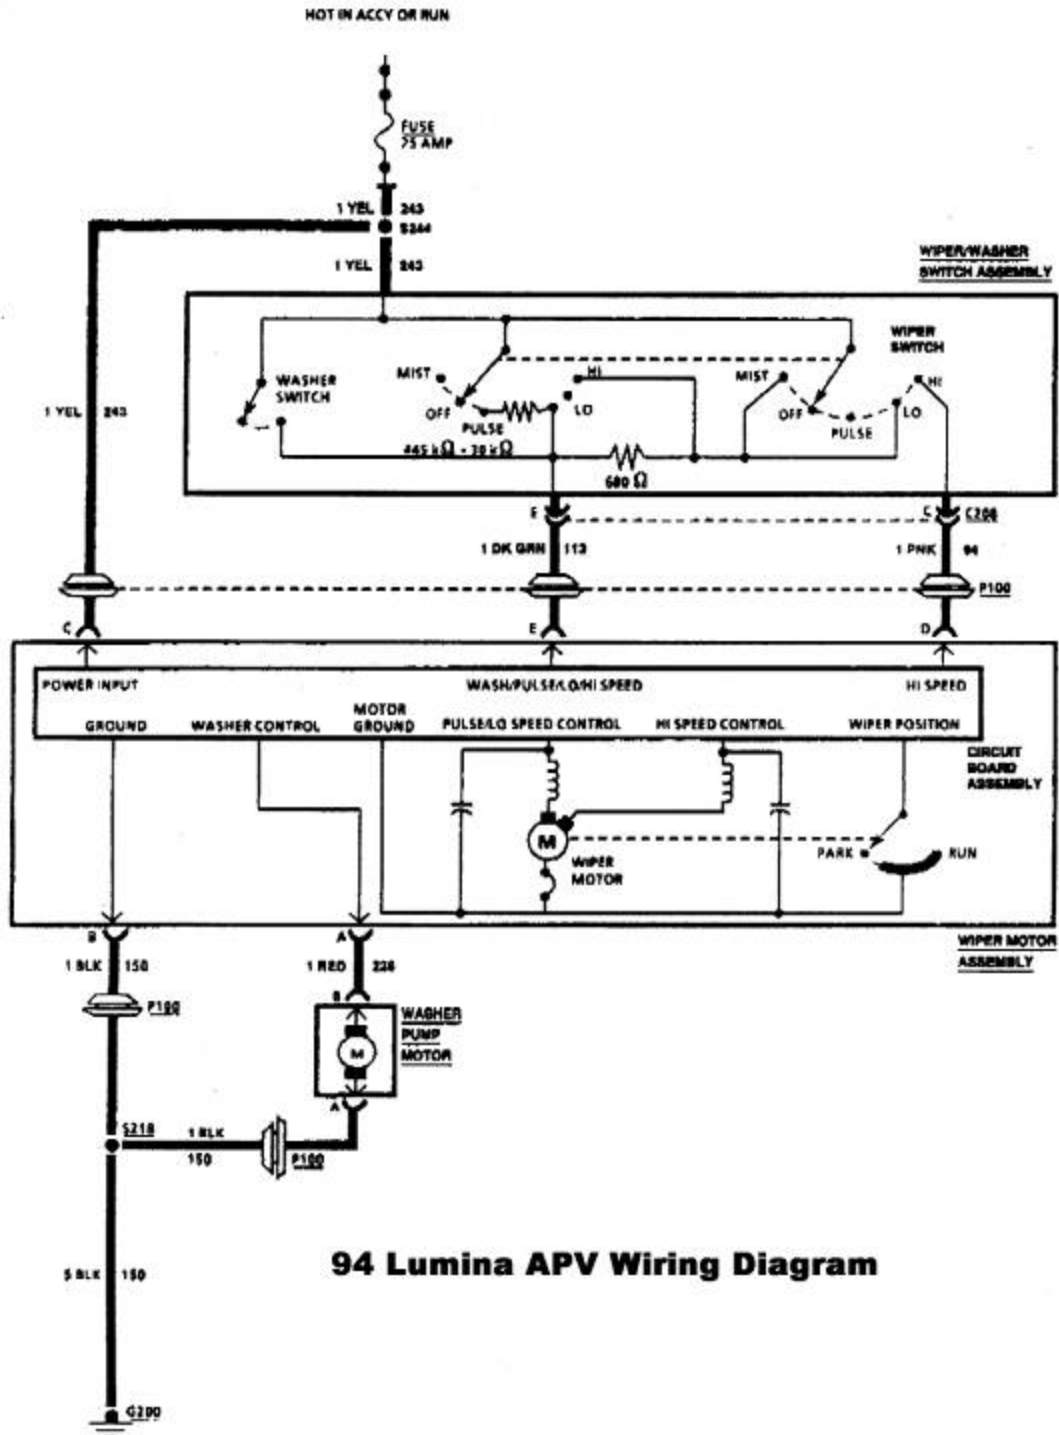 HOT IN ACCY OR RUN
FUSE
25 AMP
1 YEL 243
S244
1 YEL 243
WIPER/WASHER
SWITCH ASSEMBLY
WIPER
SWITCH
WASHER
SWITCH
MIST
HI
MIST
HI
1 YEL 243
OFF
LO
OFF
LO
PULSE
PULSE
445 kΩ - 30 kΩ
680 Ω
E
C
C208
1 DK GRN 113
1 PNK 94
P100
C
E
D
POWER INPUT
WASH/PULSE/LO/HI SPEED
HI SPEED
GROUND
WASHER CONTROL
MOTOR
GROUND
PULSE/LO SPEED CONTROL
HI SPEED CONTROL
WIPER POSITION
CIRCUIT
BOARD
ASSEMBLY
M
PARK
RUN
WIPER
MOTOR
B
A
WIPER MOTOR
ASSEMBLY
1 BLK 150
1 RED 226
P100
B
WASHER
PUMP
MOTOR
M
A
S218
1 BLK
150
P100
94 Lumina APV Wiring Diagram
5 BLK 150
G200